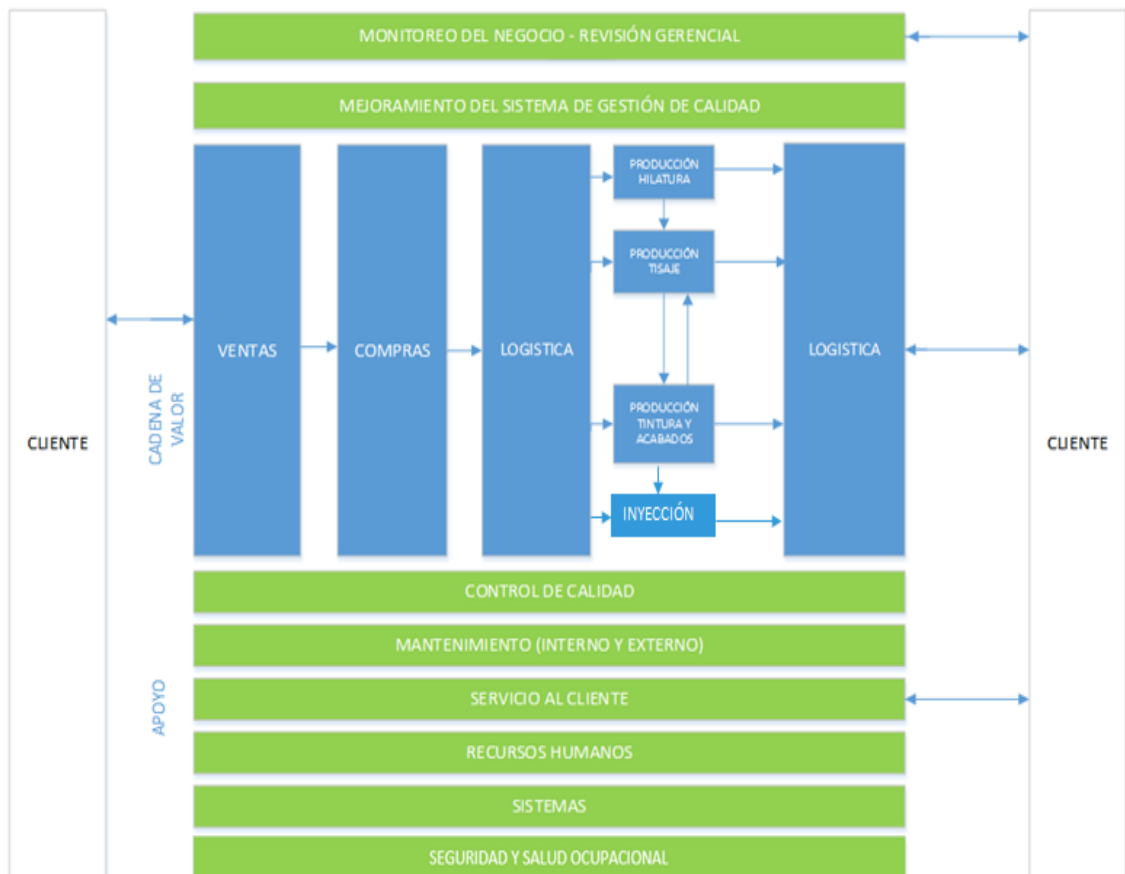 MONITOREO DEL NEGOCIO - REVISIÓN GERENCIAL
MEJORAMIENTO DEL SISTEMA DE GESTIÓN DE CALIDAD
CLIENTE
CADENA DE
VALOR
VENTAS
COMPRAS
LOGISTICA
PRODUCCIÓN
HILATURA
PRODUCCIÓN
TISAJE
PRODUCCIÓN
TINTURA Y
ACABADOS
INYECCIÓN
LOGISTICA
CLIENTE
APOYO
CONTROL DE CALIDAD
MANTENIMIENTO (INTERNO Y EXTERNO)
SERVICIO AL CLIENTE
RECURSOS HUMANOS
SISTEMAS
SEGURIDAD Y SALUD OCUPACIONAL